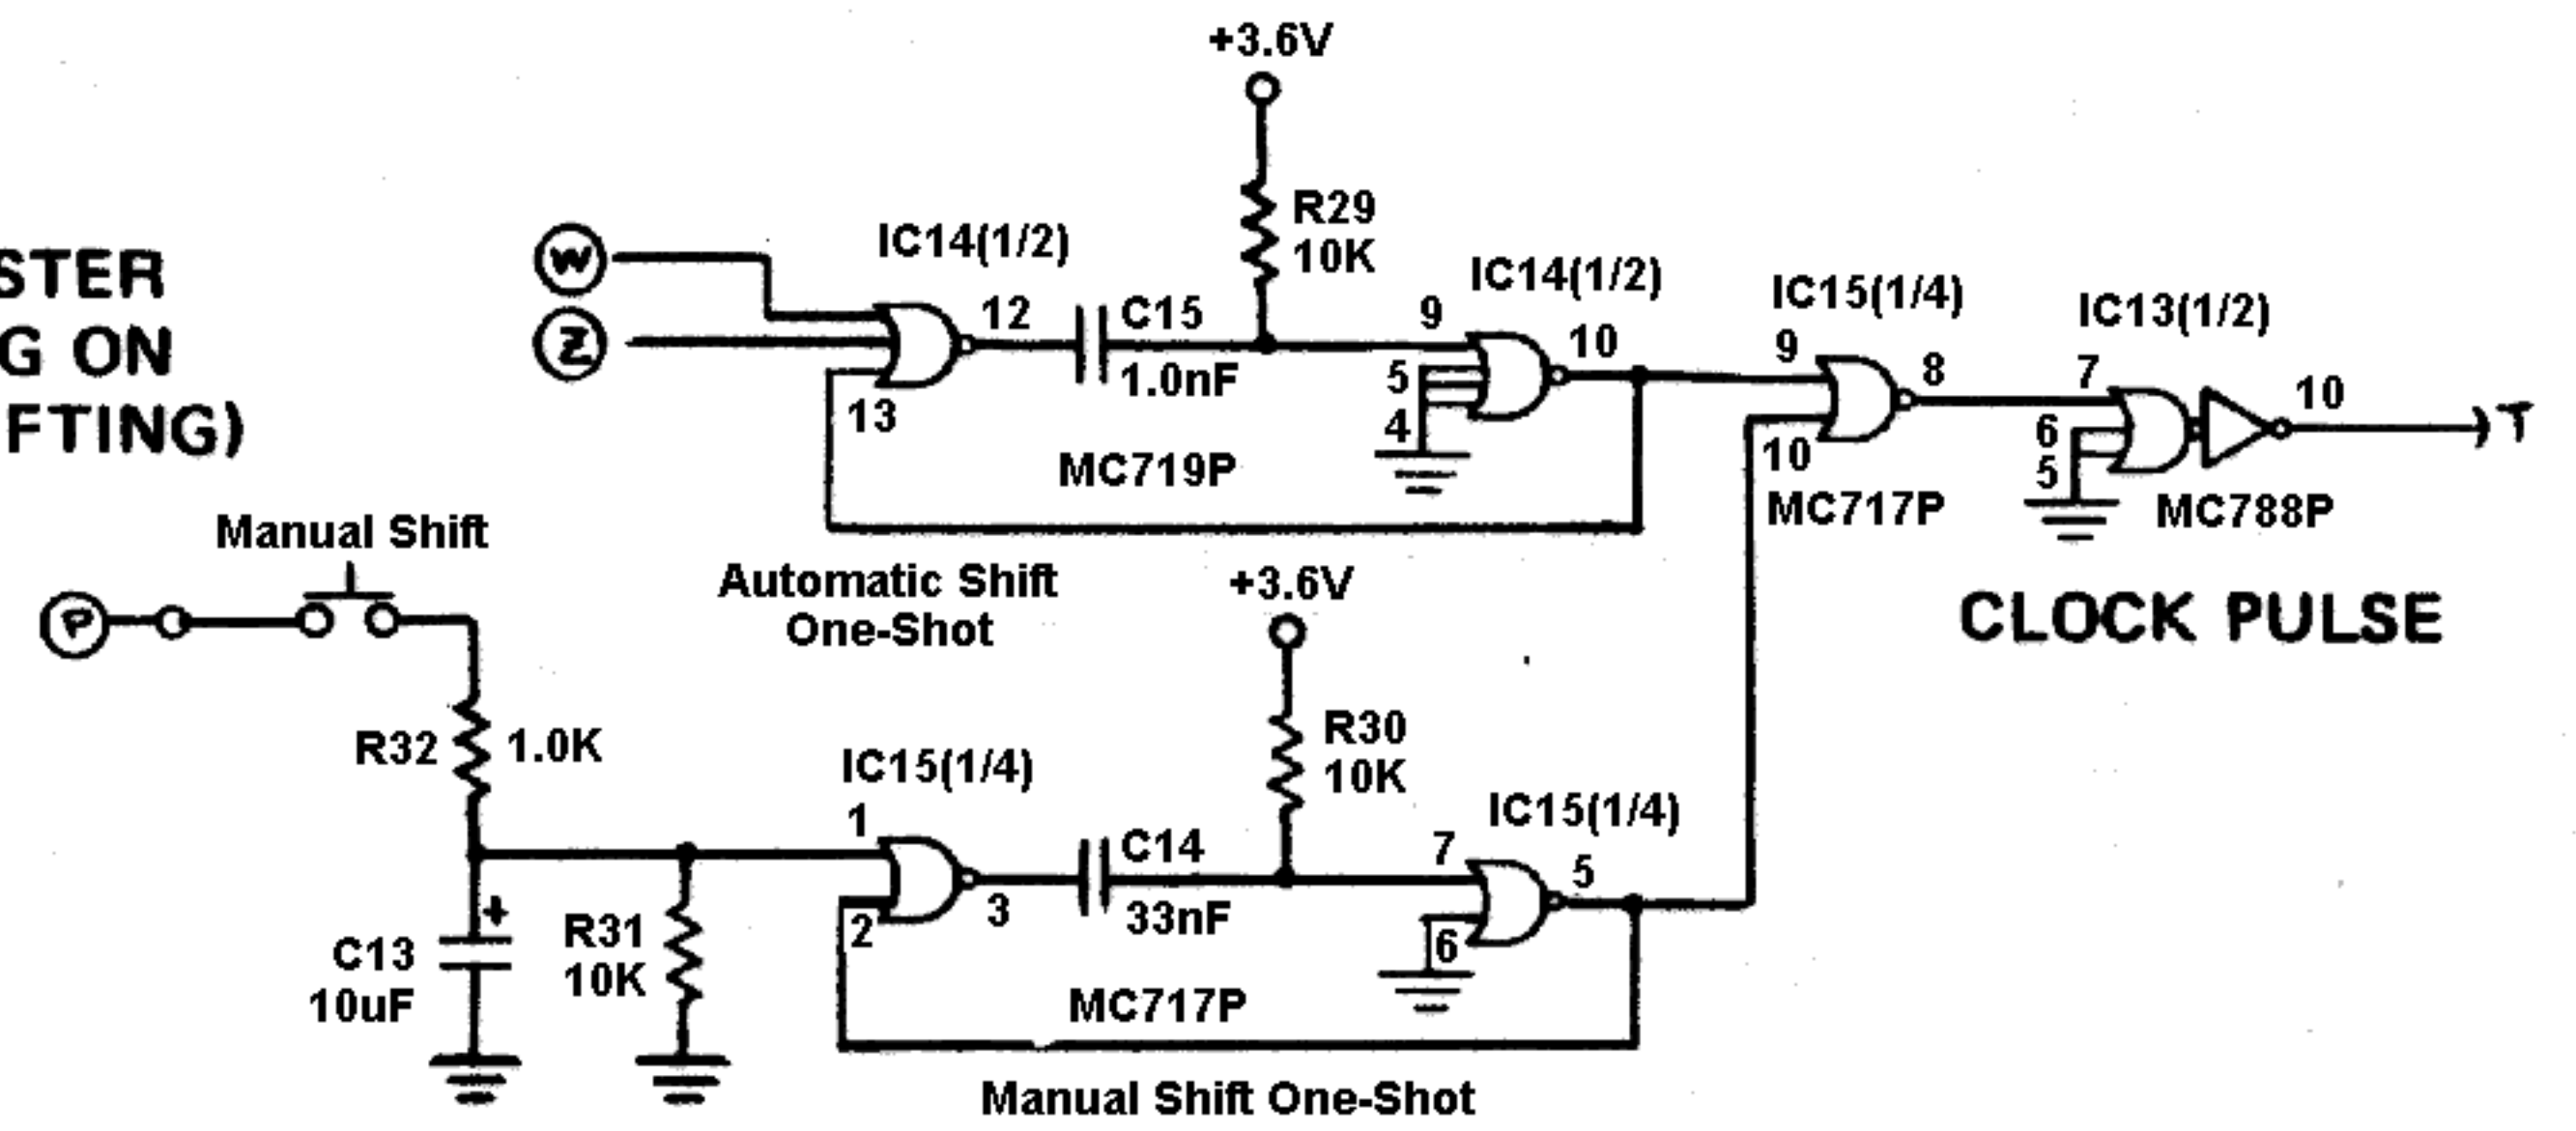 +3.6V
R29
10K
W
IC14(1/2)
12
C15
1.0nF
9
IC14(1/2)
10
IC15(1/4)
9
8
IC13(1/2)
7
10
T
STER
G ON
FTING)
Z
13
5
4
MC719P
10
MC717P
6
5
MC788P
Manual Shift
Automatic Shift
One-Shot
+3.6V
CLOCK PULSE
P
R32
1.0K
IC15(1/4)
1
C14
33nF
R30
10K
7
IC15(1/4)
5
3
2
6
+
C13
10uF
R31
10K
MC717P
Manual Shift One-Shot